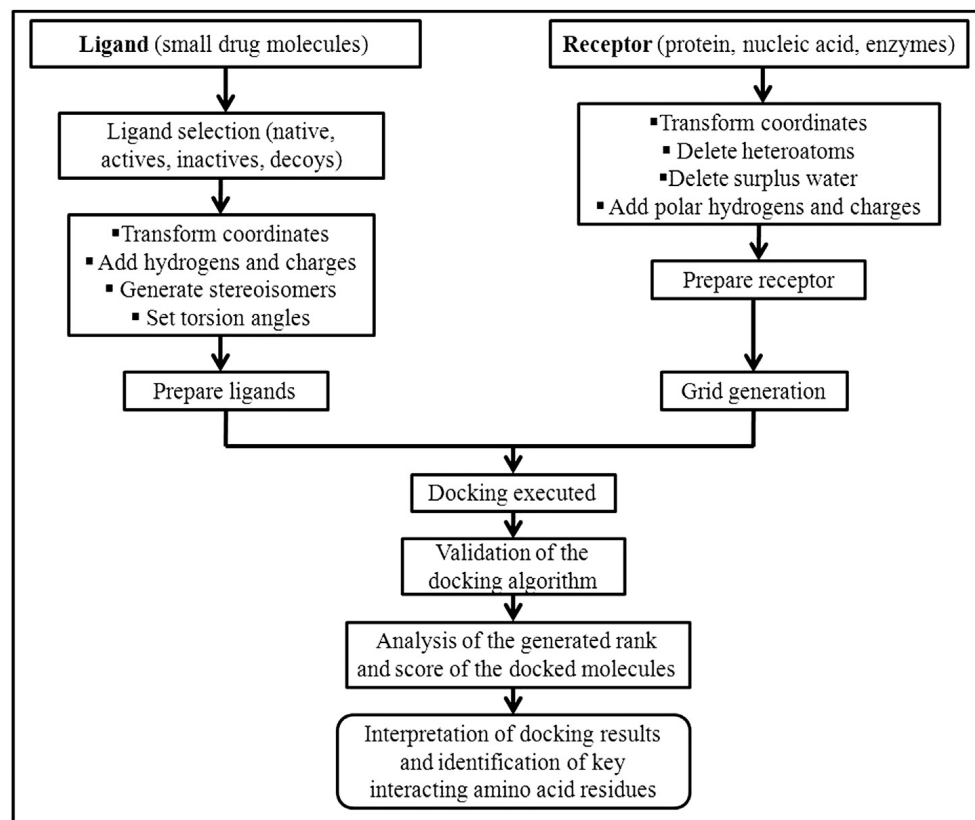 Ligand (small drug molecules)
Ligand selection (native,
actives, inactives, decoys)
▪Transform coordinates
▪ Add hydrogens and charges
▪ Generate stereoisomers
▪ Set torsion angles
Prepare ligands
Receptor (protein, nucleic acid, enzymes)
▪Transform coordinates
▪ Delete heteroatoms
▪Delete surplus water
▪ Add polar hydrogens and charges
Prepare receptor
Grid generation
Docking executed
Validation of the
docking algorithm
Analysis of the generated rank
and score of the docked molecules
Interpretation of docking results
and identification of key
interacting amino acid residues